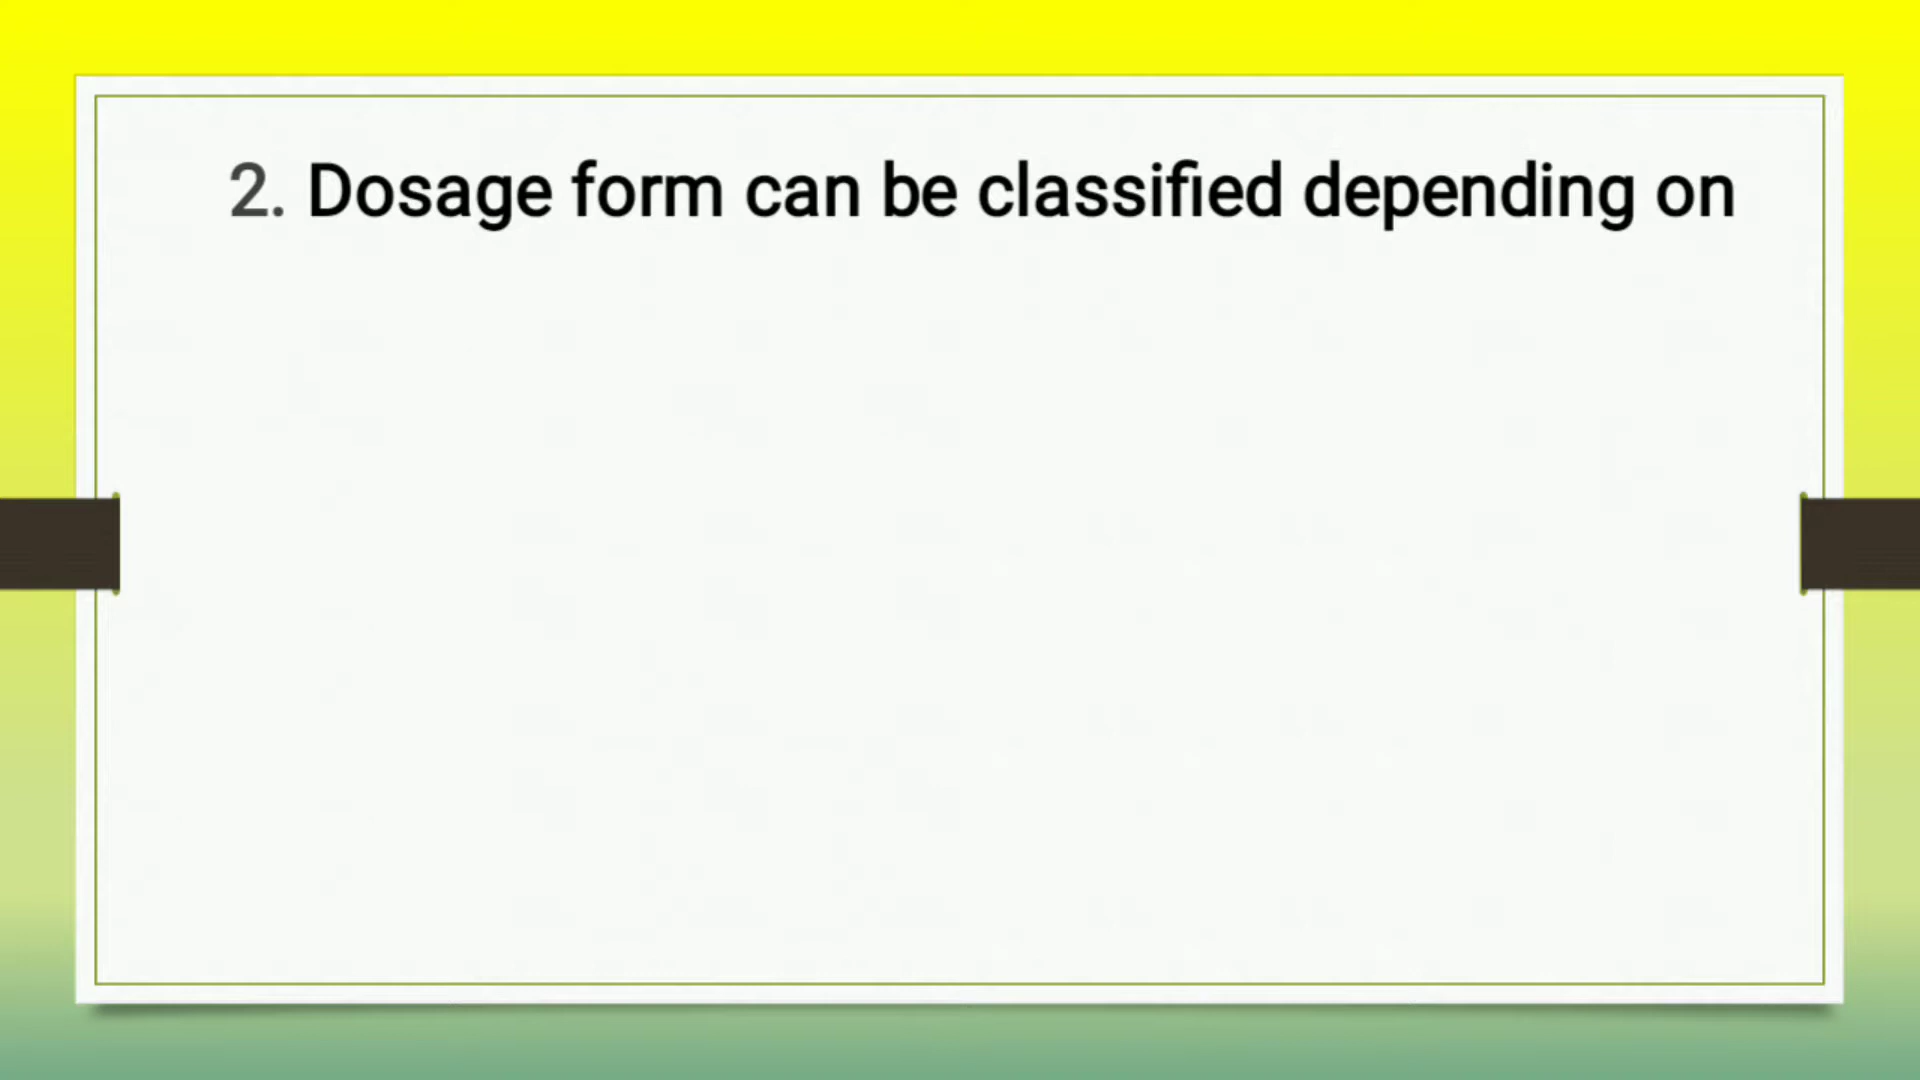 2. Dosage form can be classified depending on